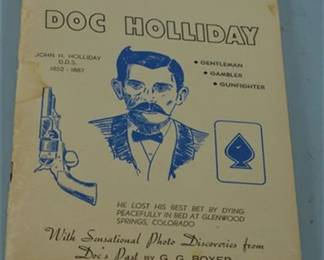 DOC HOLLIDAY
JOHN H. HOLLIDAY
D.D.S.
1852 - 1887
• GENTLEMAN
• GAMBLER
• GUNFIGHTER
HE LOST HIS BEST BET BY DYING
PEACEFULLY IN BED AT GLENWOOD
SPRINGS, COLORADO
With Sensational Photo Discoveries from
Doc's Past BY G. G. BOYER